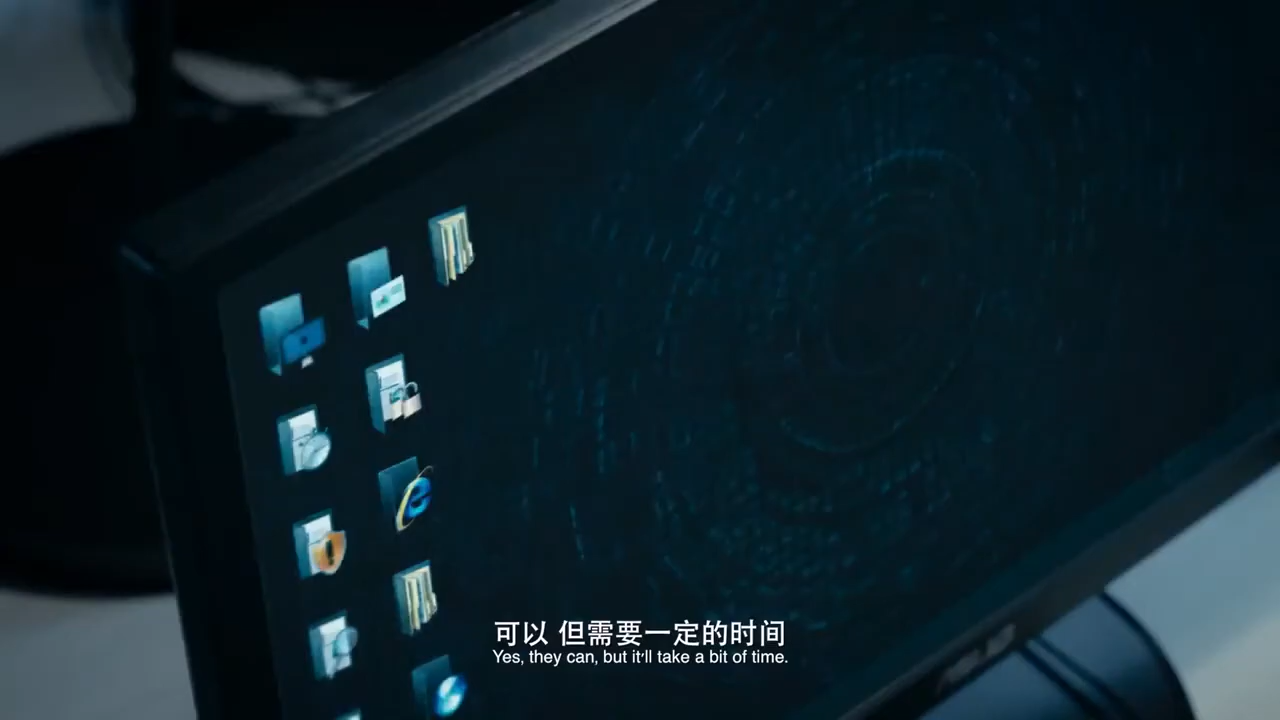 可以 但需要一定的时间
Yes, they can, but it'll take a bit of time.